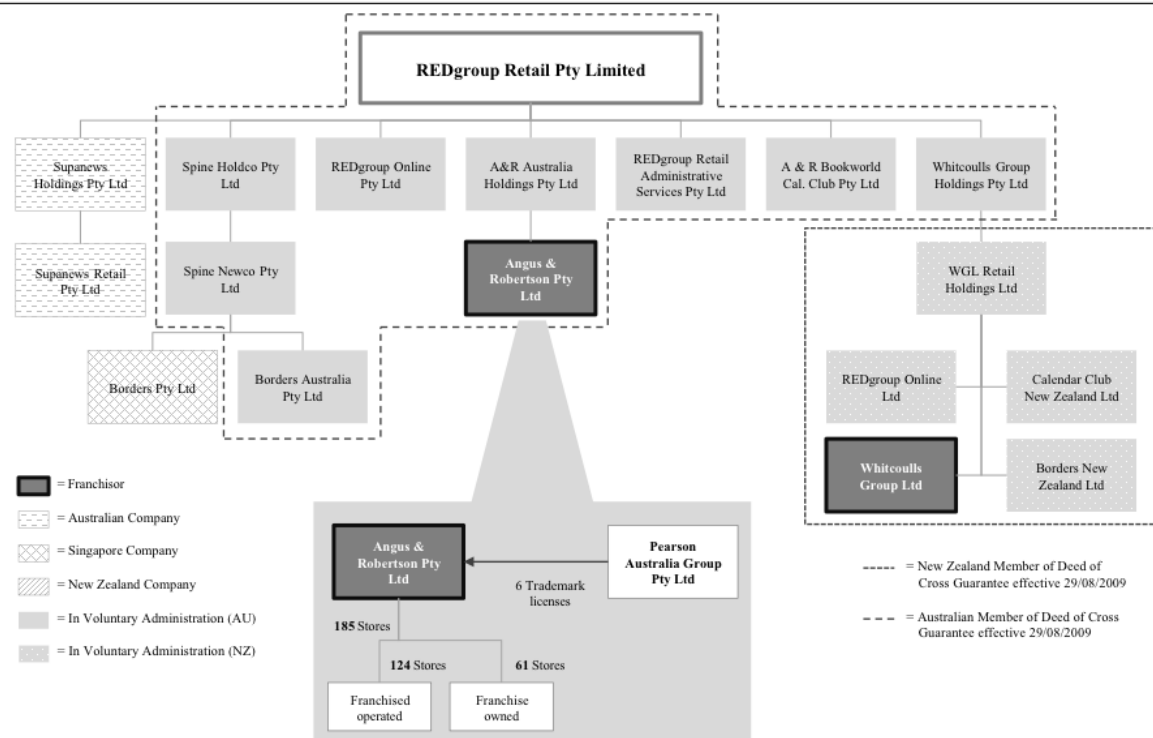 REDgroup Retail Pty Limited
Supanews
Holdings Pty Ltd
Spine Holdco Pty
Ltd
REDgroup Online
Pty Ltd
A&R Australia
Holdings Pty Ltd
REDgroup Retail
Administrative
Services Pty Ltd
A & R Bookworld
Cal. Club Pty Ltd
Whitcoulls Group
Holdings Pty Ltd
Supanews Retail
Pty Ltd
Spine Newco Pty
Ltd
Angus &
Robertson Pty
Ltd
WGL Retail
Holdings Ltd
Borders Pty Ltd
Borders Australia
Pty Ltd
REDgroup Online
Ltd
Calendar Club
New Zealand Ltd
Whitcoulls
Group Ltd
Borders New
Zealand Ltd
= Franchisor
= Australian Company
= Singapore Company
= New Zealand Company
= In Voluntary Administration (AU)
= In Voluntary Administration (NZ)
Angus &
Robertson Pty
Ltd
Pearson
Australia Group
Pty Ltd
6 Trademark
licenses
185 Stores
124 Stores
61 Stores
Franchised
operated
Franchise
owned
= New Zealand Member of Deed of
Cross Guarantee effective 29/08/2009
= Australian Member of Deed of Cross
Guarantee effective 29/08/2009